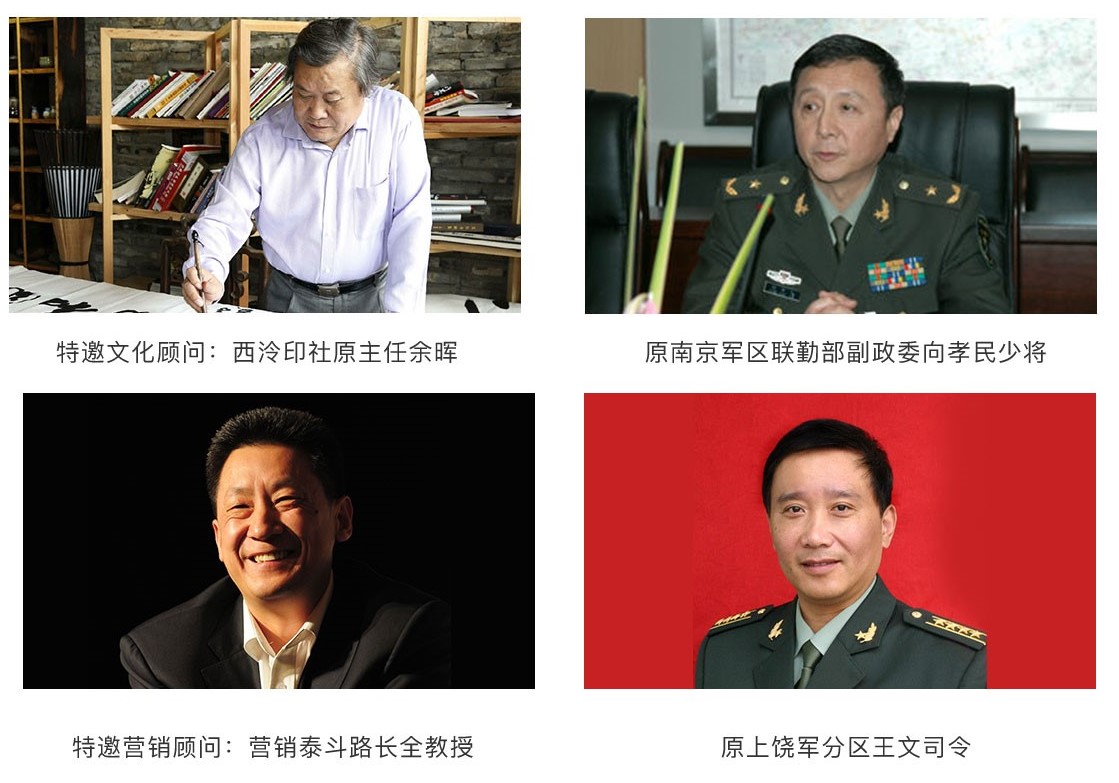 特邀文化顾问：西泠印社原主任余晖
原南京军区联勤部副政委向孝民少将
特邀营销顾问：营销泰斗路长全教授
原上饶军分区王文司令